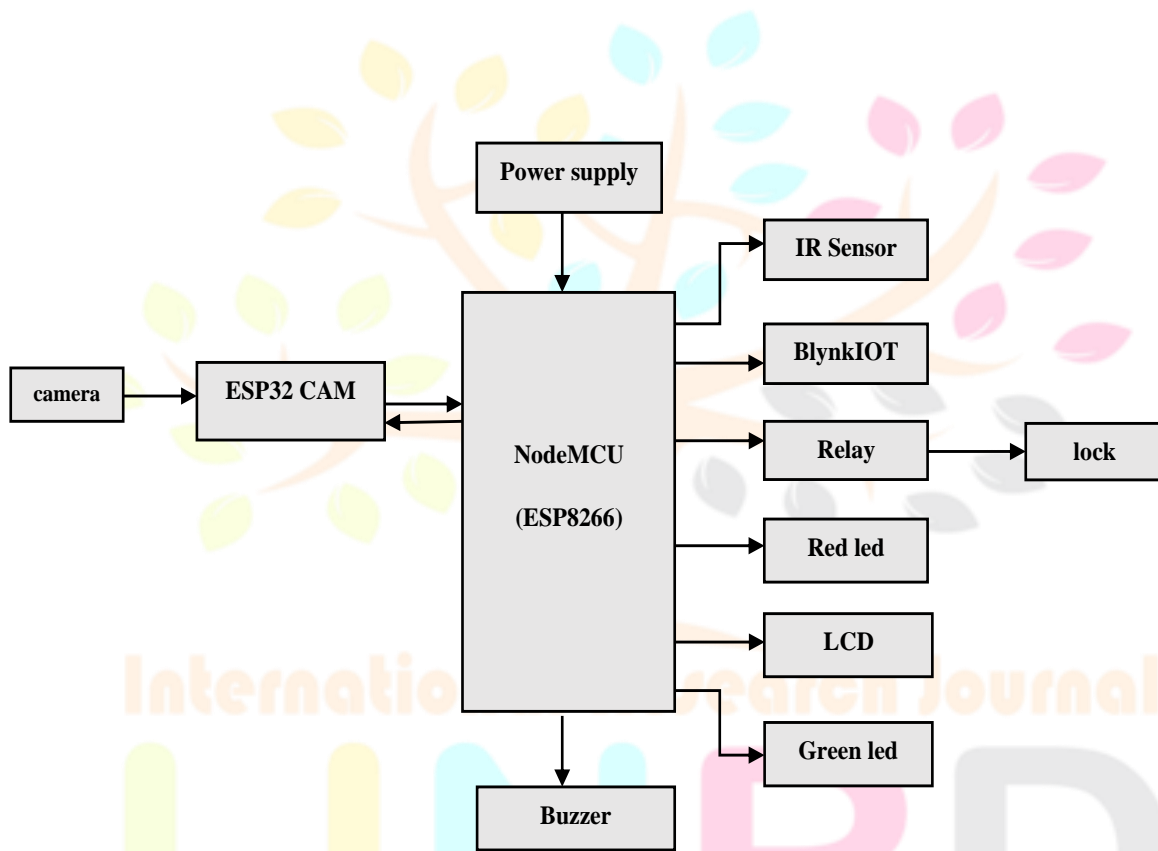 Power supply
IR Sensor
BlynkIOT
camera
ESP32 CAM
NodeMCU
(ESP8266)
Relay
lock
Red led
LCD
Green led
Buzzer